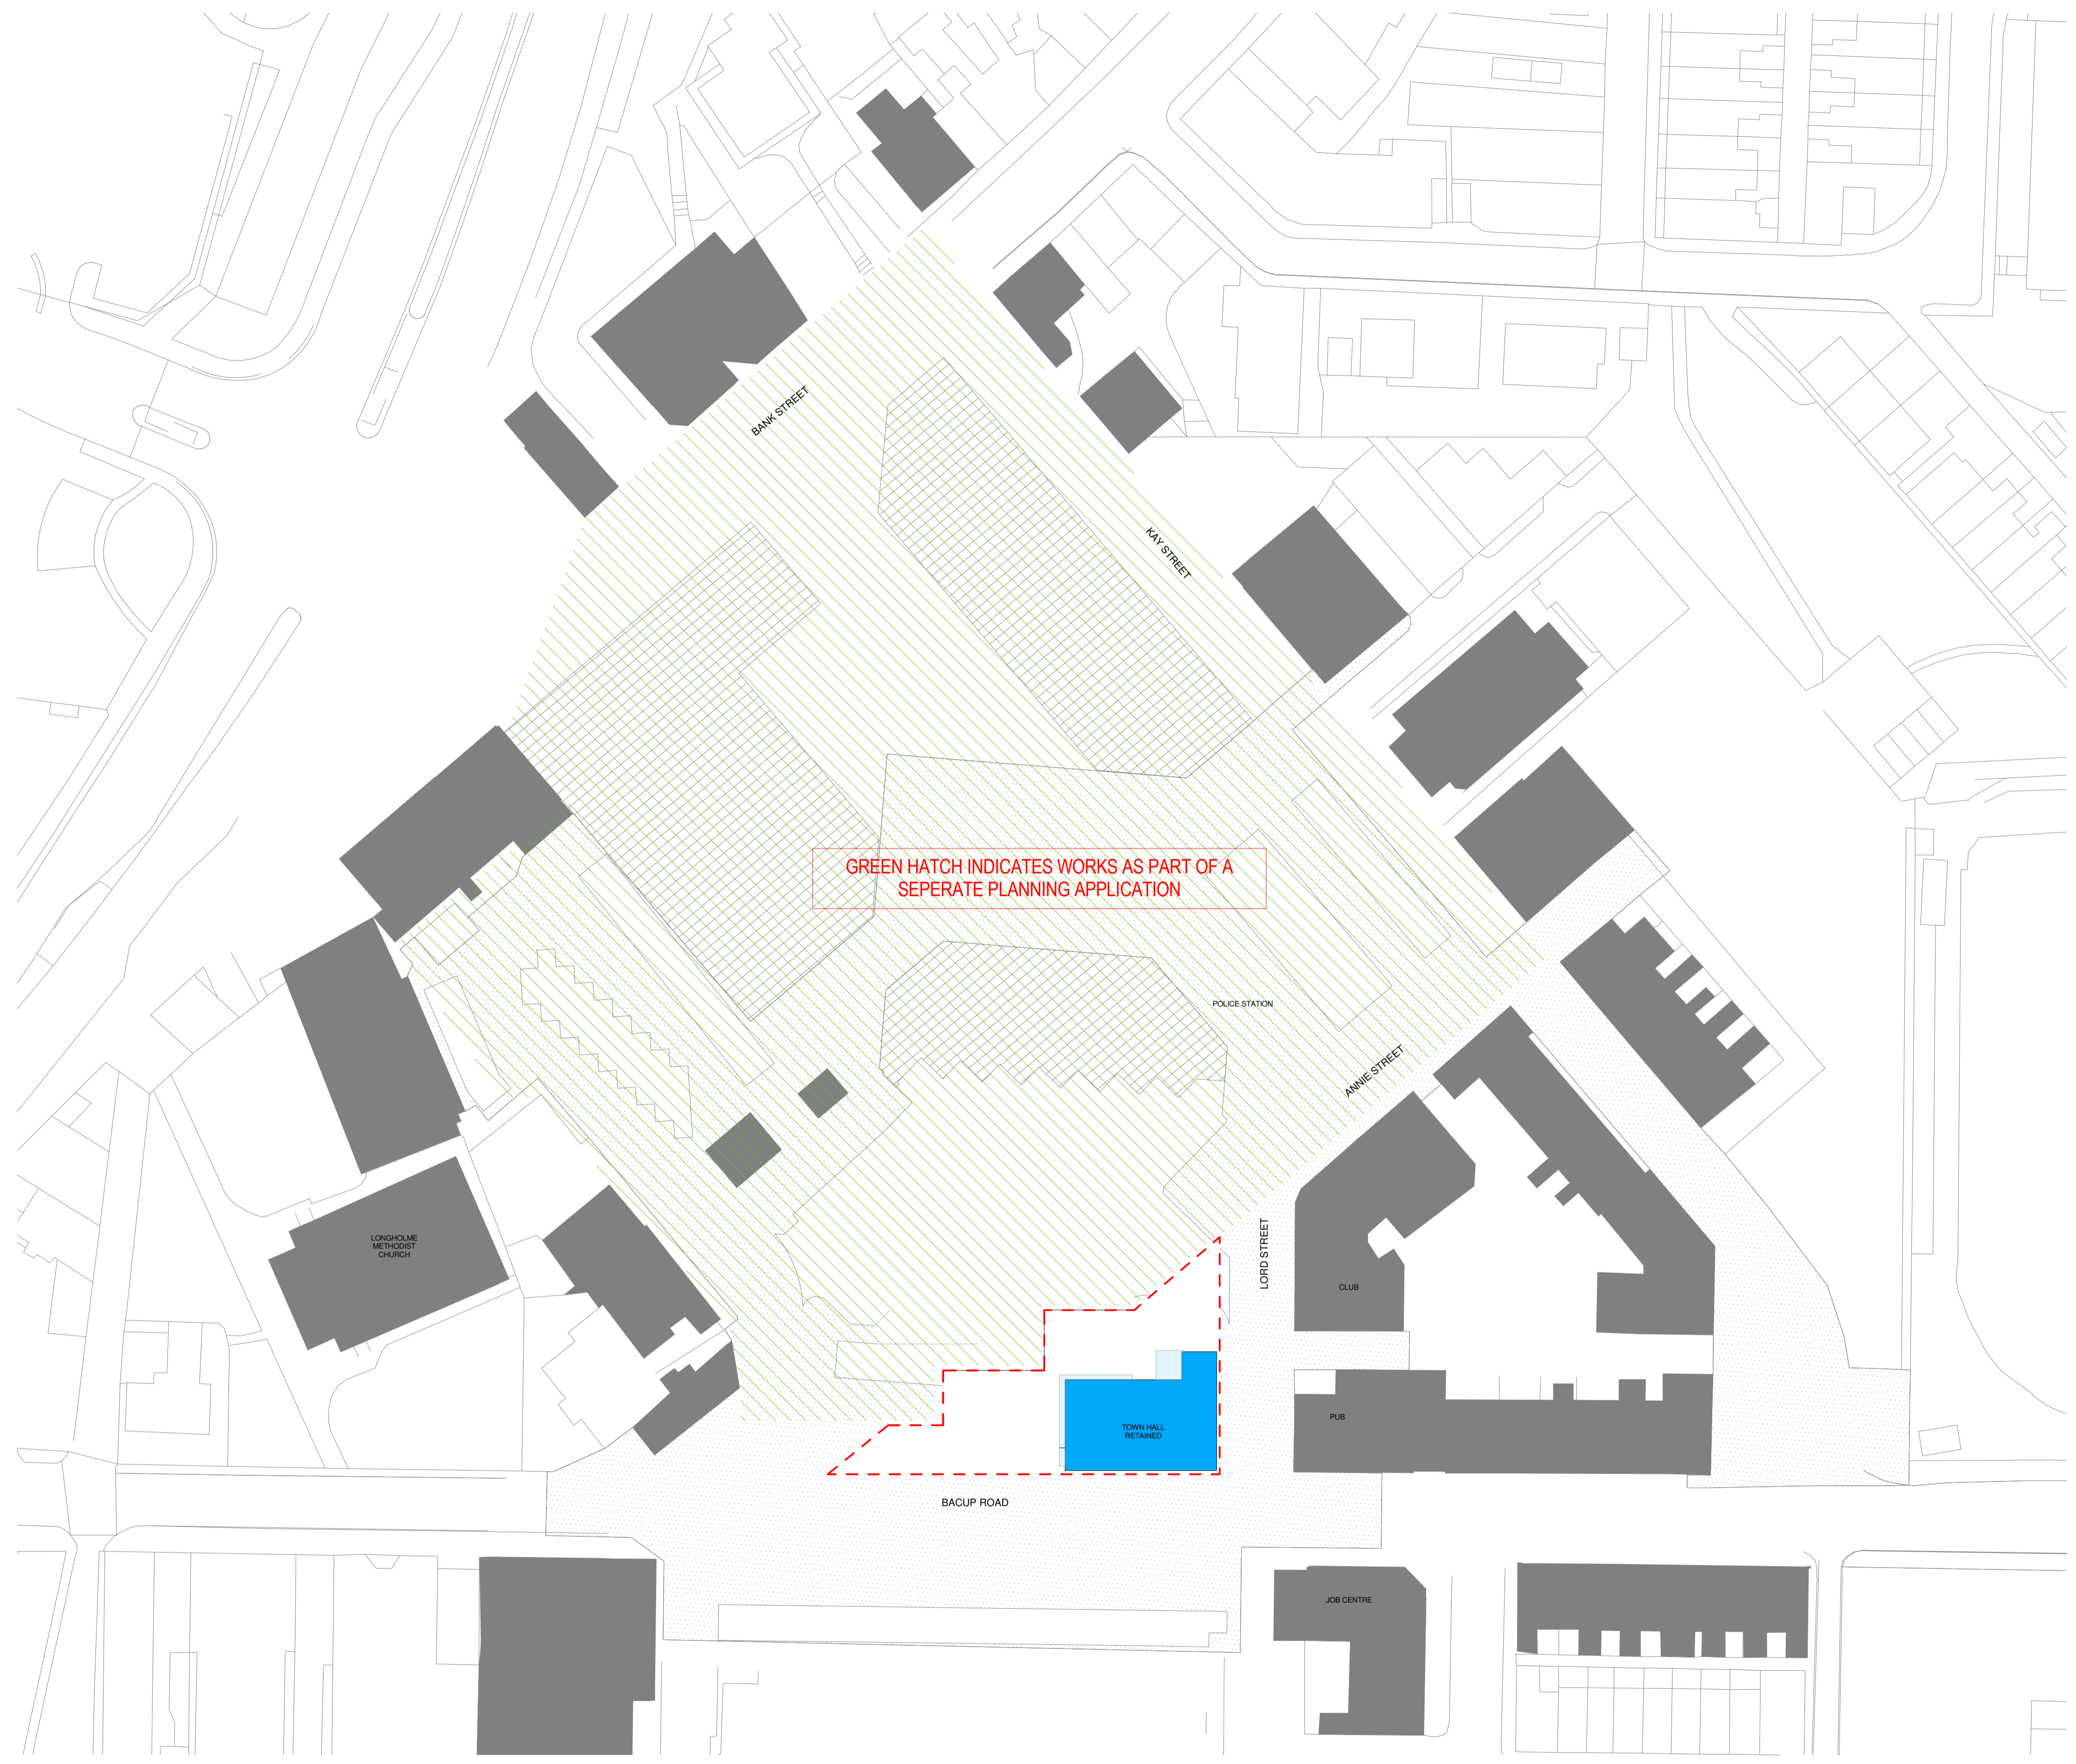 BANK STREET
KAY STREET
GREEN HATCH INDICATES WORKS AS PART OF A
SEPERATE PLANNING APPLICATION
POLICE STATION
ANNIE STREET
LONGHOLME
METHODIST
CHURCH
LORD STREET
CLUB
PUB
TOWN HALL
RETAINED
BACUP ROAD
JOB CENTRE